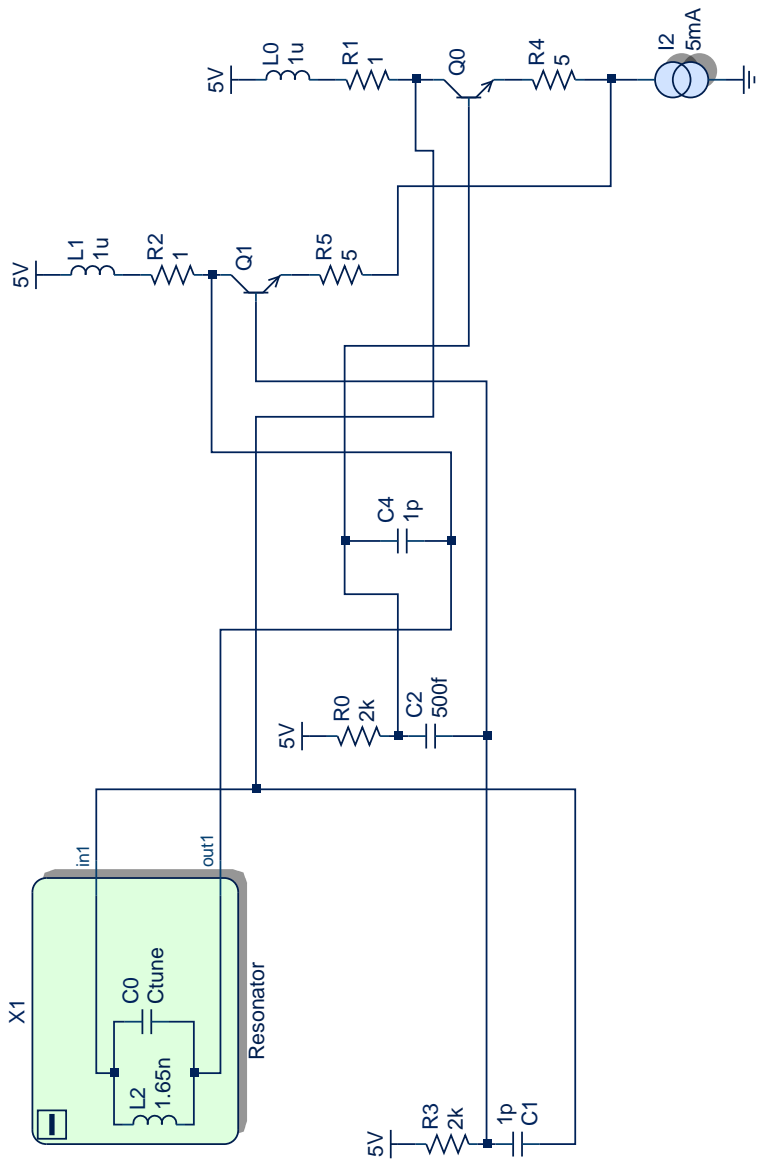 5V
L0
1u
R1
1
Q0
R4
5
I2
5mA
5V
L1
1u
R2
1
Q1
R5
5
C4
1p
5V
R0
2k
C2
500f
in1
out1
X1
C0
Ctune
L2
1.65n
Resonator
5V
R3
2k
1p
C1